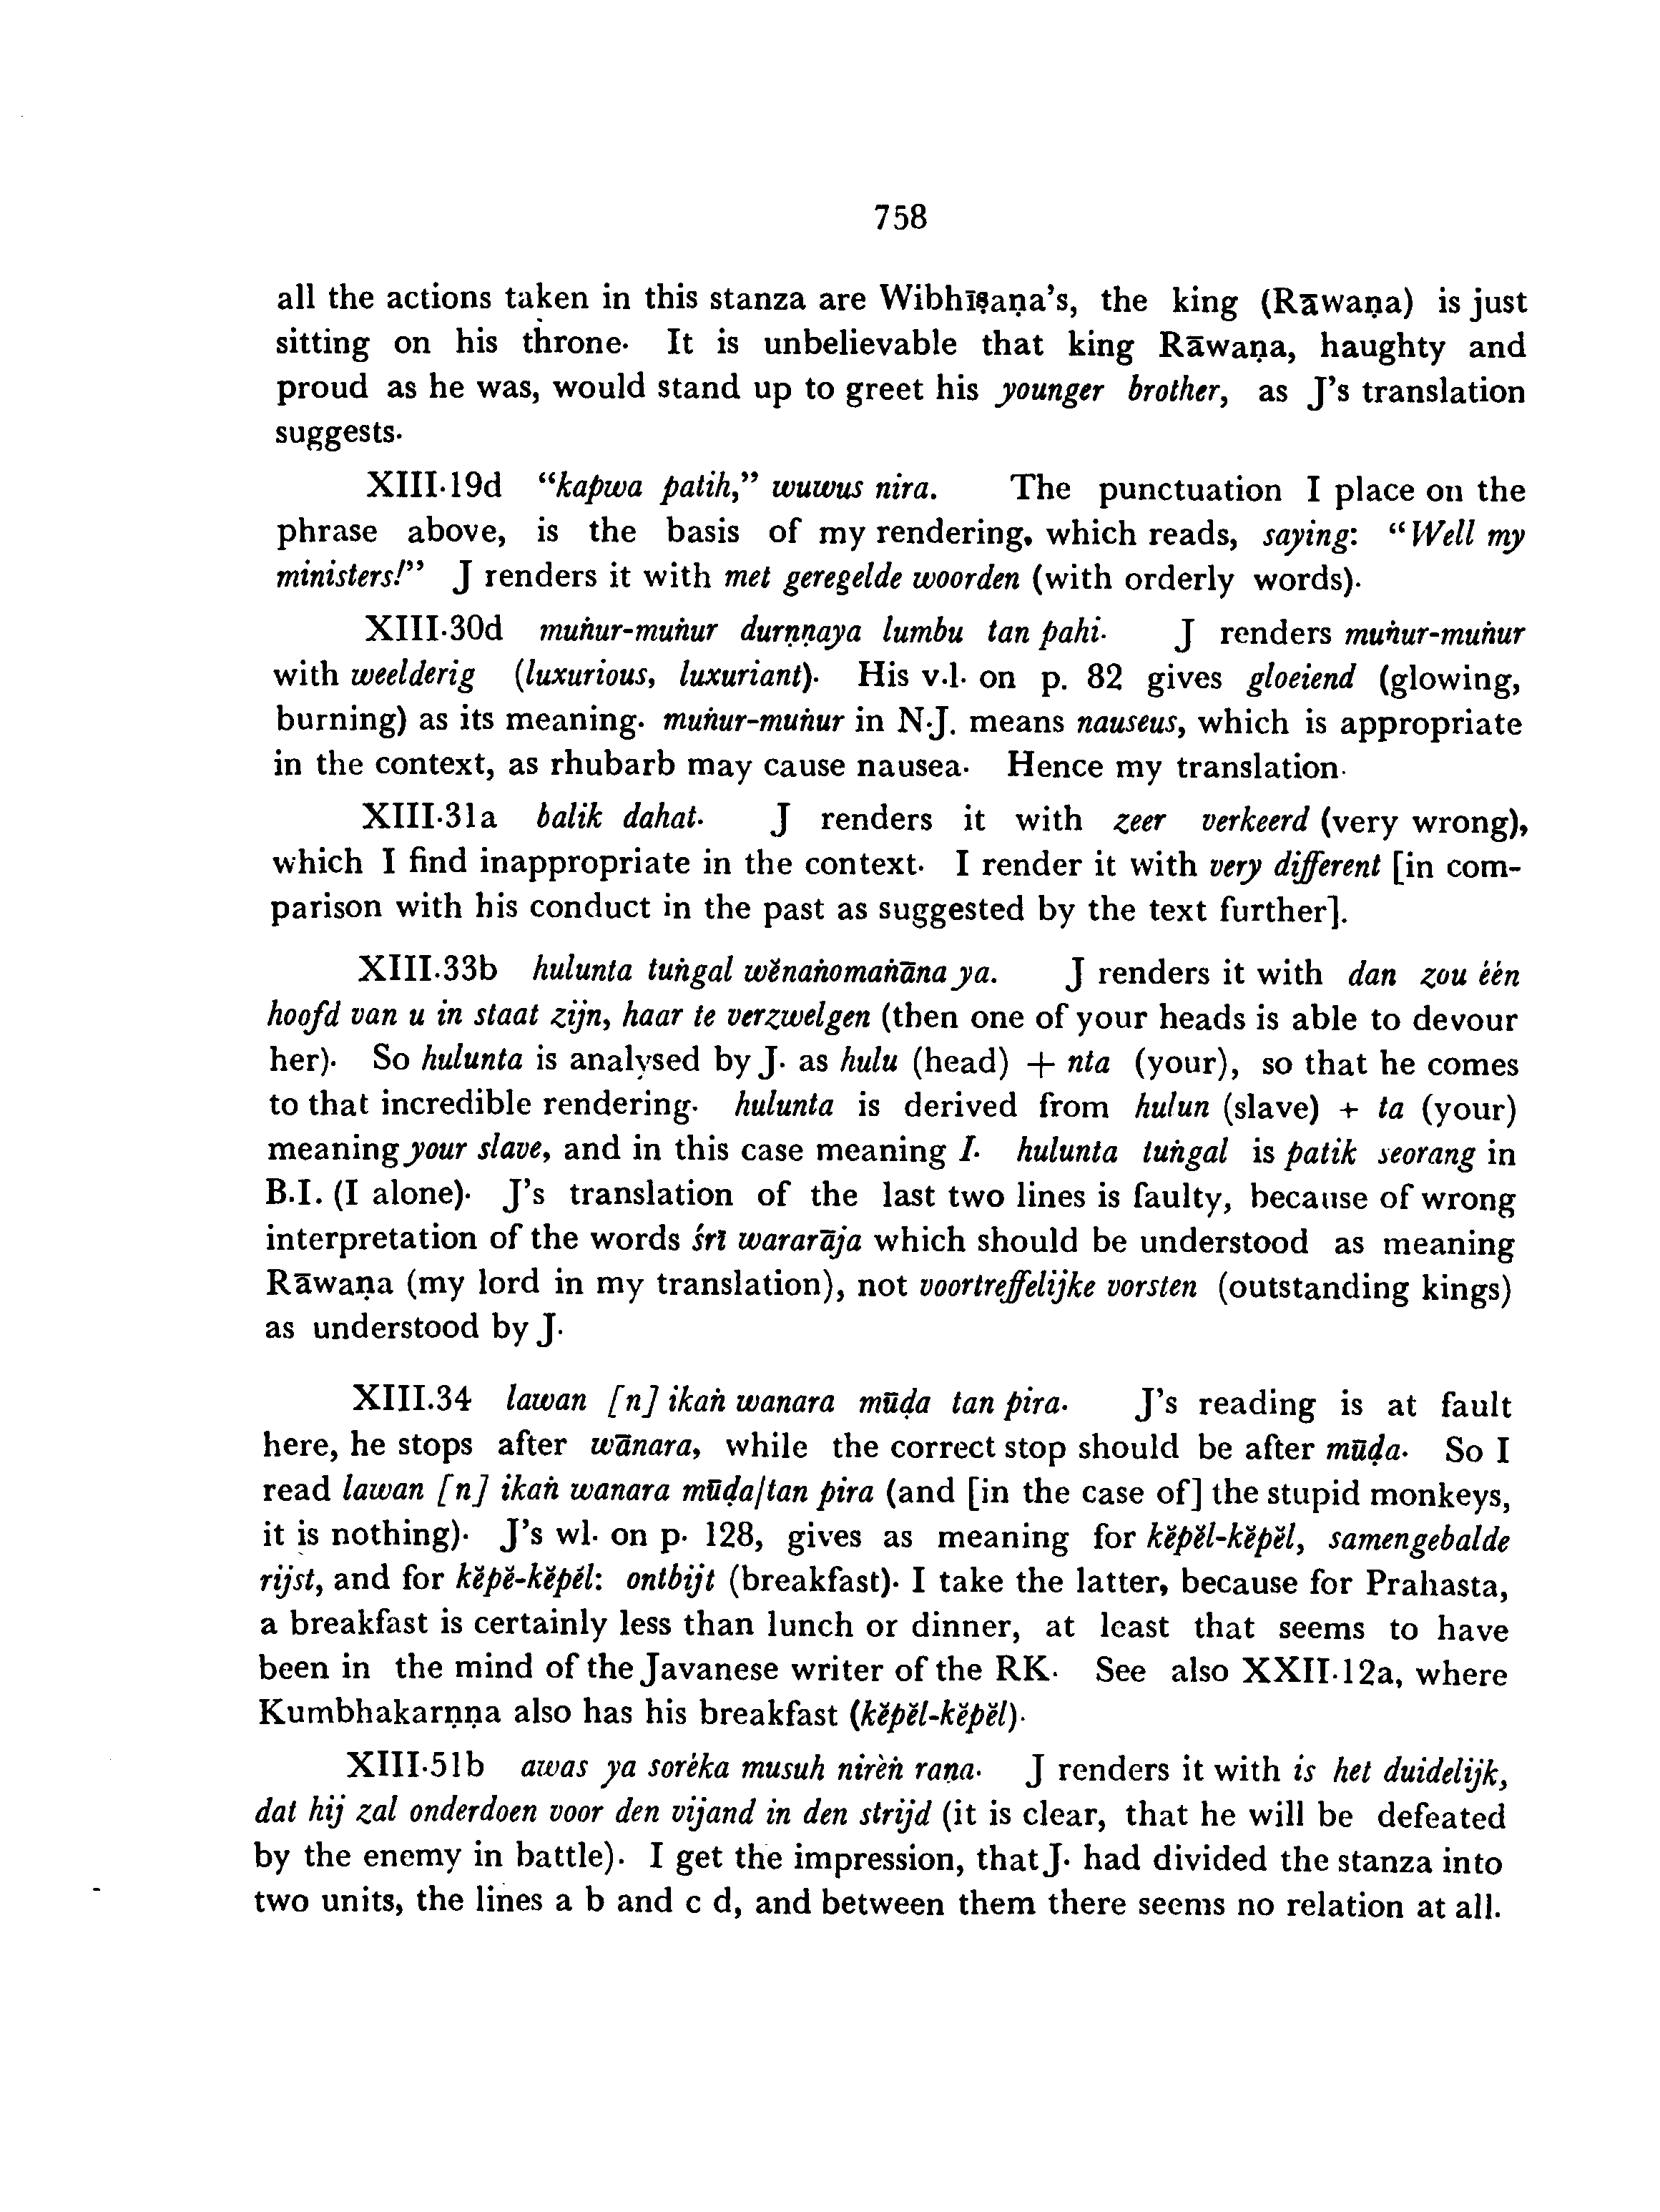 758
all the actions taken in this stanza are Wibhīṣaṇa's, the king (Rāwaṇa) is just
sitting on his throne. It is unbelievable that king Rāwaṇa, haughty and
proud as he was, would stand up to greet his younger brother, as J's translation
suggests.
XIII.19d “kapwa patih,” wuwus nira. The punctuation I place on the
phrase above, is the basis of my rendering, which reads, saying: “Well my
ministers!” J renders it with met geregelde woorden (with orderly words).
XIII.30d muṅur-muṅur durṇṇaya lumbu tan pahi. J renders muṅur-muṅur
with weelderig (luxurious, luxuriant). His v.l. on p. 82 gives gloeiend (glowing,
burning) as its meaning. muṅur-muṅur in N.J. means nauseus, which is appropriate
in the context, as rhubarb may cause nausea. Hence my translation.
XIII.31a balik dahat. J renders it with zeer verkeerd (very wrong),
which I find inappropriate in the context. I render it with very different [in com-
parison with his conduct in the past as suggested by the text further].
XIII.33b hulunta tuṅgal wĕnaṅomaṅāna ya. J renders it with dan zou één
hoofd van u in staat zijn, haar te verzwelgen (then one of your heads is able to devour
her). So hulunta is analysed by J. as hulu (head) + nta (your), so that he comes
to that incredible rendering. hulunta is derived from hulun (slave) + ta (your)
meaning your slave, and in this case meaning I. hulunta tuṅgal is patik seorang in
B.I. (I alone). J's translation of the last two lines is faulty, because of wrong
interpretation of the words śrī wararāja which should be understood as meaning
Rāwaṇa (my lord in my translation), not voortreffelijke vorsten (outstanding kings)
as understood by J.
XIII.34 lawan [n] ikaṅ wanara mūḍa tan pira. J's reading is at fault
here, he stops after wānara, while the correct stop should be after mūḍa. So I
read lawan [n] ikaṅ wanara mūḍa/tan pira (and [in the case of] the stupid monkeys,
it is nothing). J's wl. on p. 128, gives as meaning for kĕpĕl-kĕpĕl, samengebalde
rijst, and for kĕpĕ-kĕpél: ontbijt (breakfast). I take the latter, because for Prahasta,
a breakfast is certainly less than lunch or dinner, at least that seems to have
been in the mind of the Javanese writer of the RK. See also XXII.12a, where
Kumbhakarṇṇa also has his breakfast (kĕpĕl-kĕpĕl).
XIII.51b awas ya soréka musuh nirèṅ raṇa. J renders it with is het duidelijk,
dat hij zal onderdoen voor den vijand in den strijd (it is clear, that he will be defeated
by the enemy in battle). I get the impression, that J. had divided the stanza into
two units, the lines a b and c d, and between them there seems no relation at all.